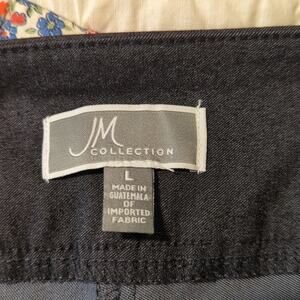 JM
COLLECTION
L
MADE IN
GUATEMALA
OF
IMPORTED
FABRIC